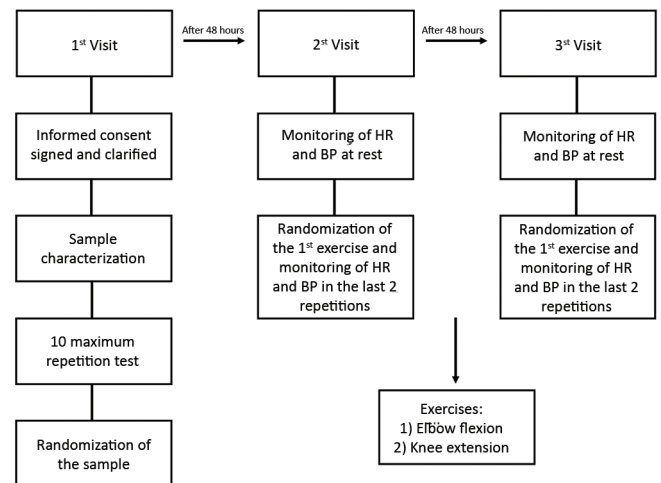 1st Visit
After 48 hours
2st Visit
After 48 hours
3st Visit
Informed consent
signed and clarified
Sample
characterization
10 maximum
repetition test
Randomization of
the sample
Monitoring of HR
and BP at rest
Randomization of
the 1st exercise and
monitoring of HR
and BP in the last 2
repetitions
Monitoring of HR
and BP at rest
Randomization of
the 1st exercise and
monitoring of HR
and BP in the last 2
repetitions
Exercises:
1) Elbow flexion
2) Knee extension